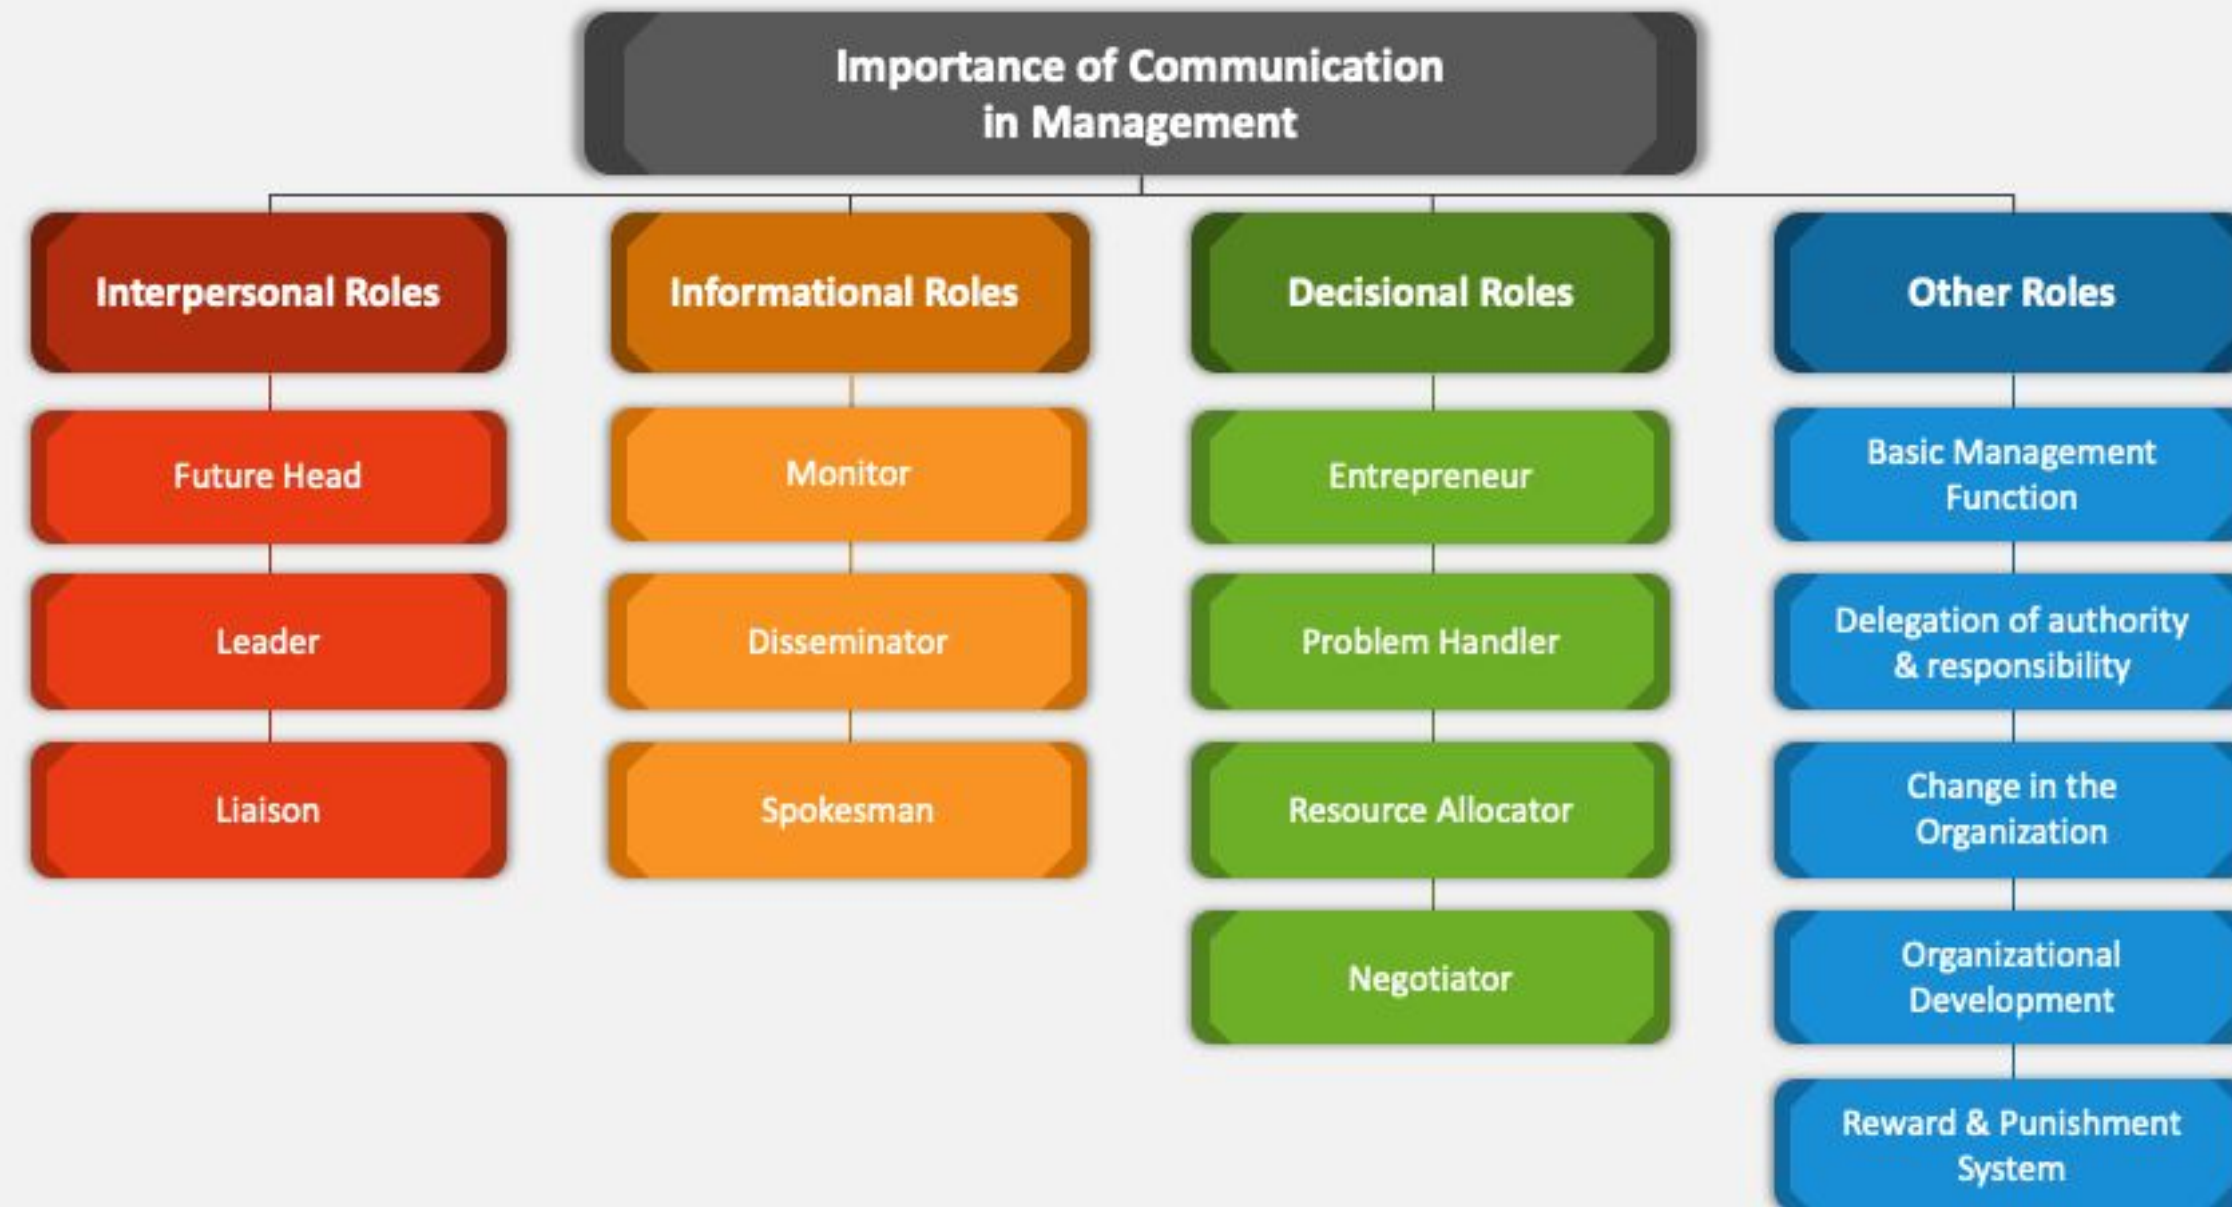 Importance of Communication
in Management
Interpersonal Roles
Future Head
Leader
Liaison
Informational Roles
Monitor
Disseminator
Spokesman
Decisional Roles
Entrepreneur
Problem Handler
Resource Allocator
Negotiator
Other Roles
Basic Management
Function
Delegation of authority
& responsibility
Change in the
Organization
Organizational
Development
Reward & Punishment
System